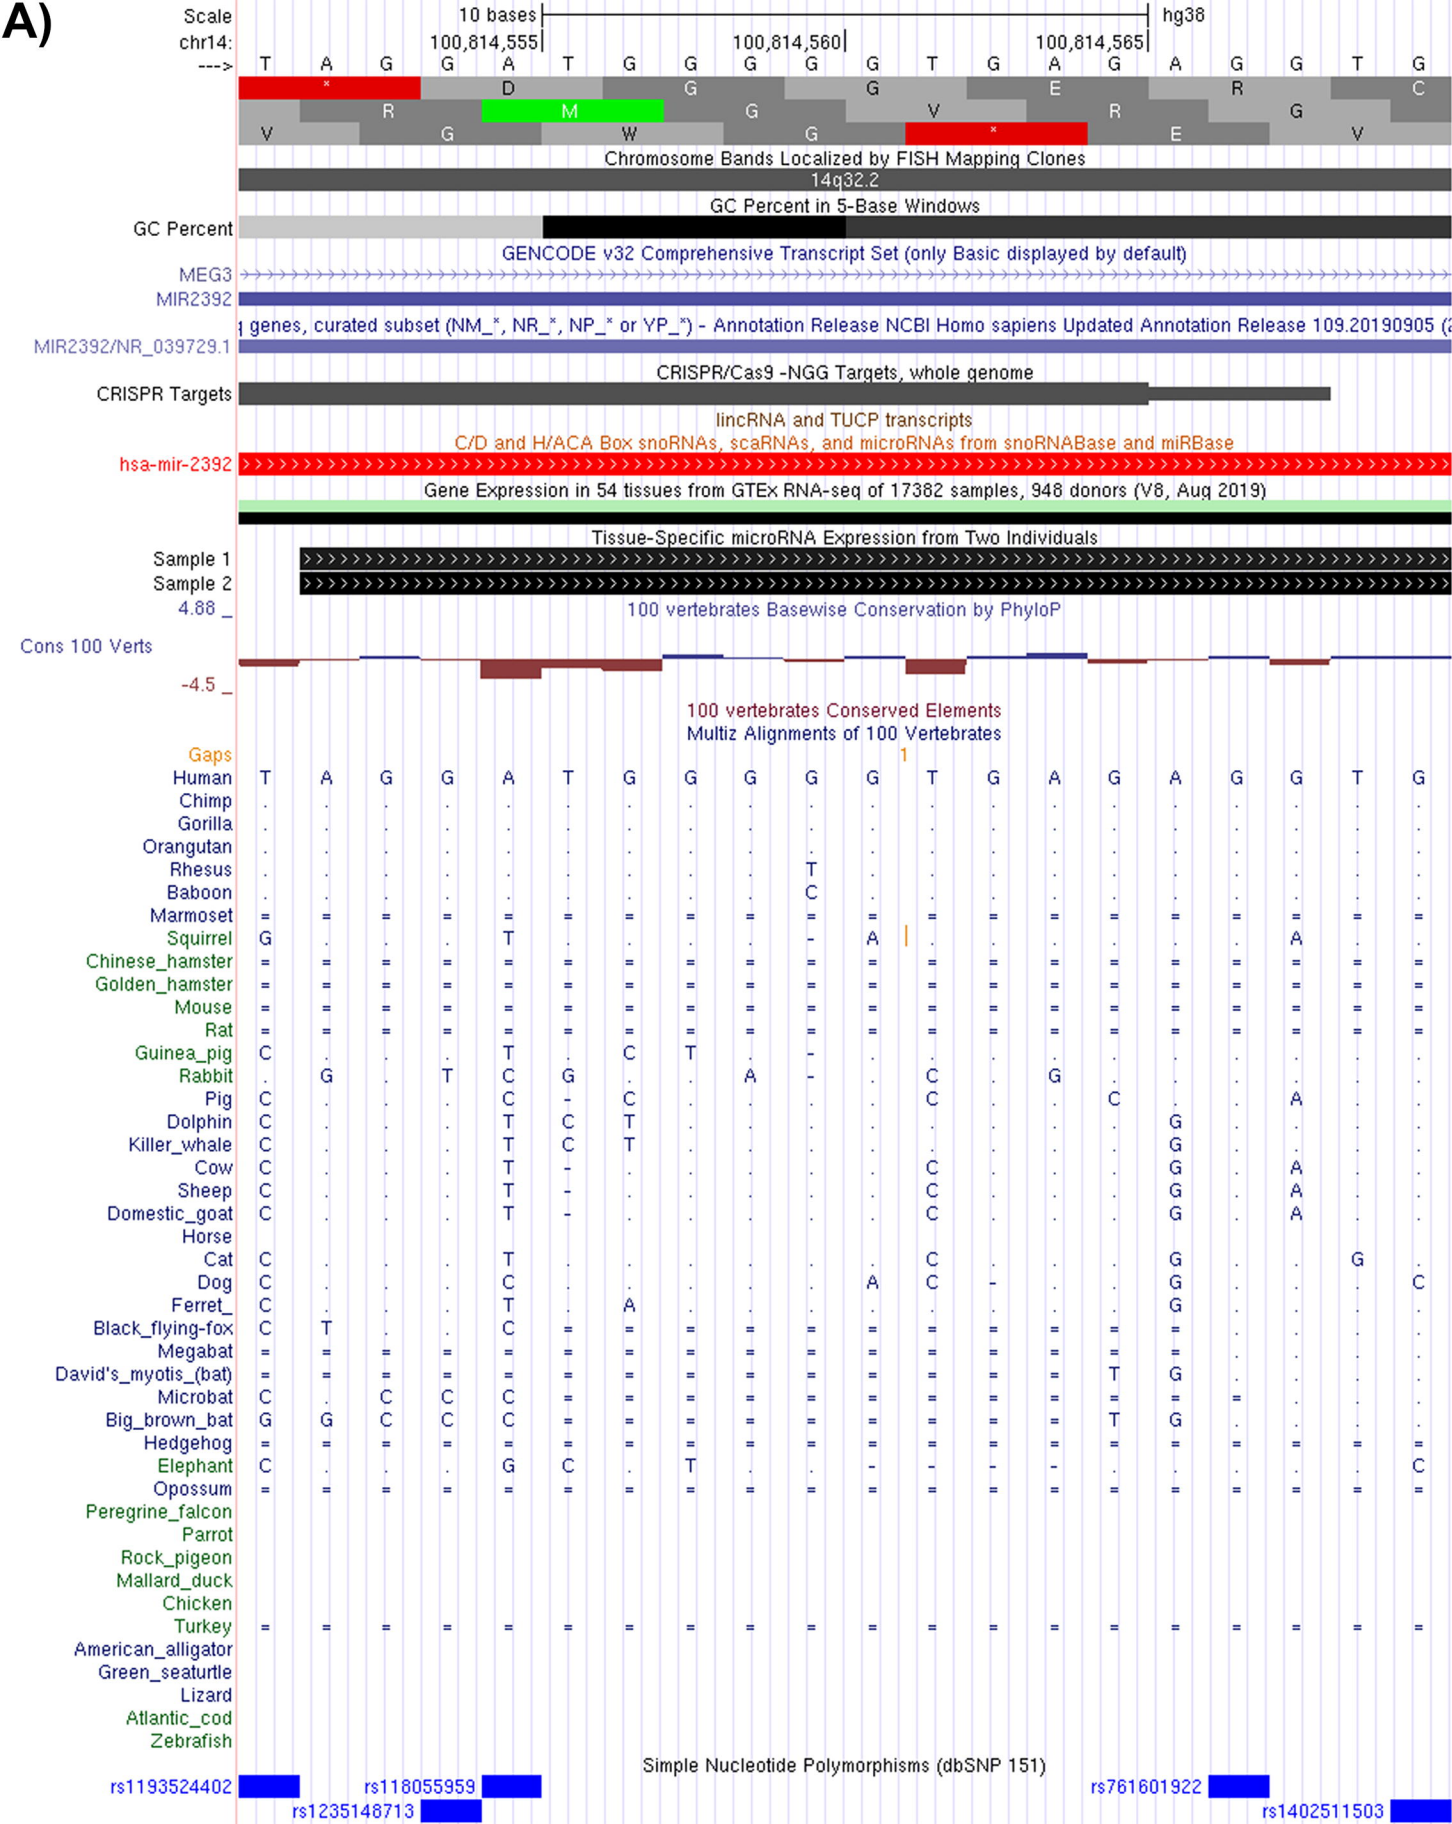 A)
Scale 10 bases hg38
chr14: 100,814,555 100,814,560 100,814,565
---> T A G G A T G G G G G T G A G A G G T G
* D G G E R C
R M G V R G
V G W G * E V
Chromosome Bands Localized by FISH Mapping Clones
14q32.2
GC Percent in 5-Base Windows
GC Percent
GENCODE v32 Comprehensive Transcript Set (only Basic displayed by default)
MEG3
MIR2392
genes, curated subset (NM_*, NR_*, NP_* or YP_*) - Annotation Release NCBI Homo sapiens Updated Annotation Release 109.20190905
MIR2392/NR_039729.1
CRISPR/Cas9 -NGG Targets, whole genome
CRISPR Targets
lincRNA and TUCP transcripts
C/D and H/ACA Box snoRNAs, scaRNAs, and microRNAs from snoRNABase and miRBase
hsa-mir-2392
Gene Expression in 54 tissues from GTEx RNA-seq of 17382 samples, 948 donors (V8, Aug 2019)
Tissue-Specific microRNA Expression from Two Individuals
Sample 1
Sample 2
4.88 _ 100 vertebrates Basewise Conservation by PhyloP
Cons 100 Verts
-4.5 _
100 vertebrates Conserved Elements
Multiz Alignments of 100 Vertebrates
Gaps 1
Human T A G G A T G G G G G T G A G A G G T G
Chimp . . . . . . . . . . . . . . . . . . . .
Gorilla . . . . . . . . . . . . . . . . . . . .
Orangutan . . . . . . . . . . . . . . . . . . . .
Rhesus . . . . . . . . . T . . . . . . . . . .
Baboon . . . . . . . . . C . . . . . . . . . .
Marmoset = = = = = = = = = = = = = = = = = = = =
Squirrel G . . . T . . . . - A | . . . . . . A . .
Chinese_hamster = = = = = = = = = = = = = = = = = = = =
Golden_hamster = = = = = = = = = = = = = = = = = = = =
Mouse = = = = = = = = = = = = = = = = = = = =
Rat = = = = = = = = = = = = = = = = = = = =
Guinea_pig C . . . T . C T . - . . . . . . . . . .
Rabbit . G . T C G . . A - . C . G . . . . . .
Pig C . . . C - C . . . . C . . C . . A . .
Dolphin C . . . T C T . . . . . . . . G . . . .
Killer_whale C . . . T C T . . . . . . . . G . . . .
Cow C . . . T - . . . . . C . . . G . A . .
Sheep C . . . T - . . . . . C . . . G . A . .
Domestic_goat C . . . T - . . . . . C . . . G . A . .
Horse
Cat C . . . T . . . . . . C . . . G . . G .
Dog C . . . C . . . . . A C - . . G . . . C
Ferret_ C . . . T . A . . . . . . . . G . . . .
Black_flying-fox C T . . C = = = = = = = = = = = . . . .
Megabat = = = = = = = = = = = = = = = = . . . .
David's_myotis_(bat) = = = = = = = = = = = = = = T G . . . .
Microbat C . C C C = = = = = = = = = = = = . . .
Big_brown_bat G G C C C = = = = = = = = = T G . . . .
Hedgehog = = = = = = = = = = = = = = = = = = = =
Elephant C . . . G C . T . . - - - - . . . . . C
Opossum = = = = = = = = = = = = = = = = = = = =
Peregrine_falcon
Parrot
Rock_pigeon
Mallard_duck
Chicken
Turkey = = = = = = = = = = = = = = = = = = = =
American_alligator
Green_seaturtle
Lizard
Atlantic_cod
Zebrafish
Simple Nucleotide Polymorphisms (dbSNP 151)
rs1193524402 rs118055959 rs761601922
rs1235148713 rs1402511503